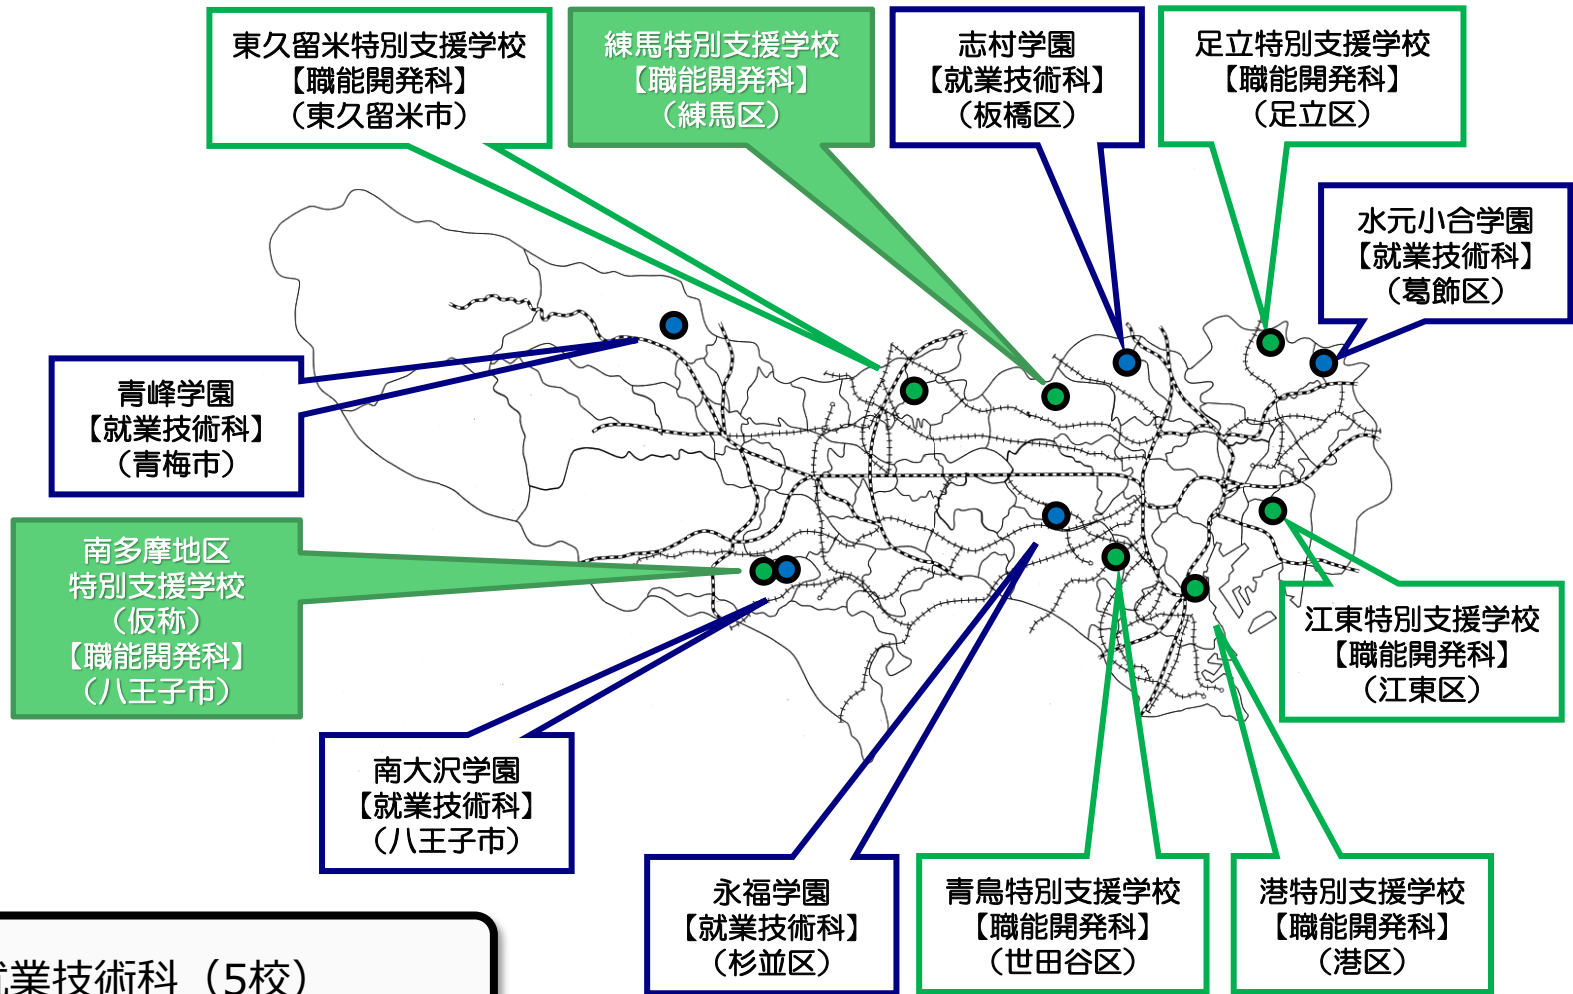 東久留米特別支援学校
【職能開発科】
（東久留米市）
練馬特別支援学校
【職能開発科】
（練馬区）
志村学園
【就業技術科】
（板橋区）
足立特別支援学校
【職能開発科】
（足立区）
水元小合学園
【就業技術科】
（葛飾区）
青峰学園
【就業技術科】
（青梅市）
南多摩地区
特別支援学校
（仮称）
【職能開発科】
（八王子市）
江東特別支援学校
【職能開発科】
（江東区）
南大沢学園
【就業技術科】
（八王子市）
永福学園
【就業技術科】
（杉並区）
青鳥特別支援学校
【職能開発科】
（世田谷区）
港特別支援学校
【職能開発科】
（港区）
就業技術科（5校）